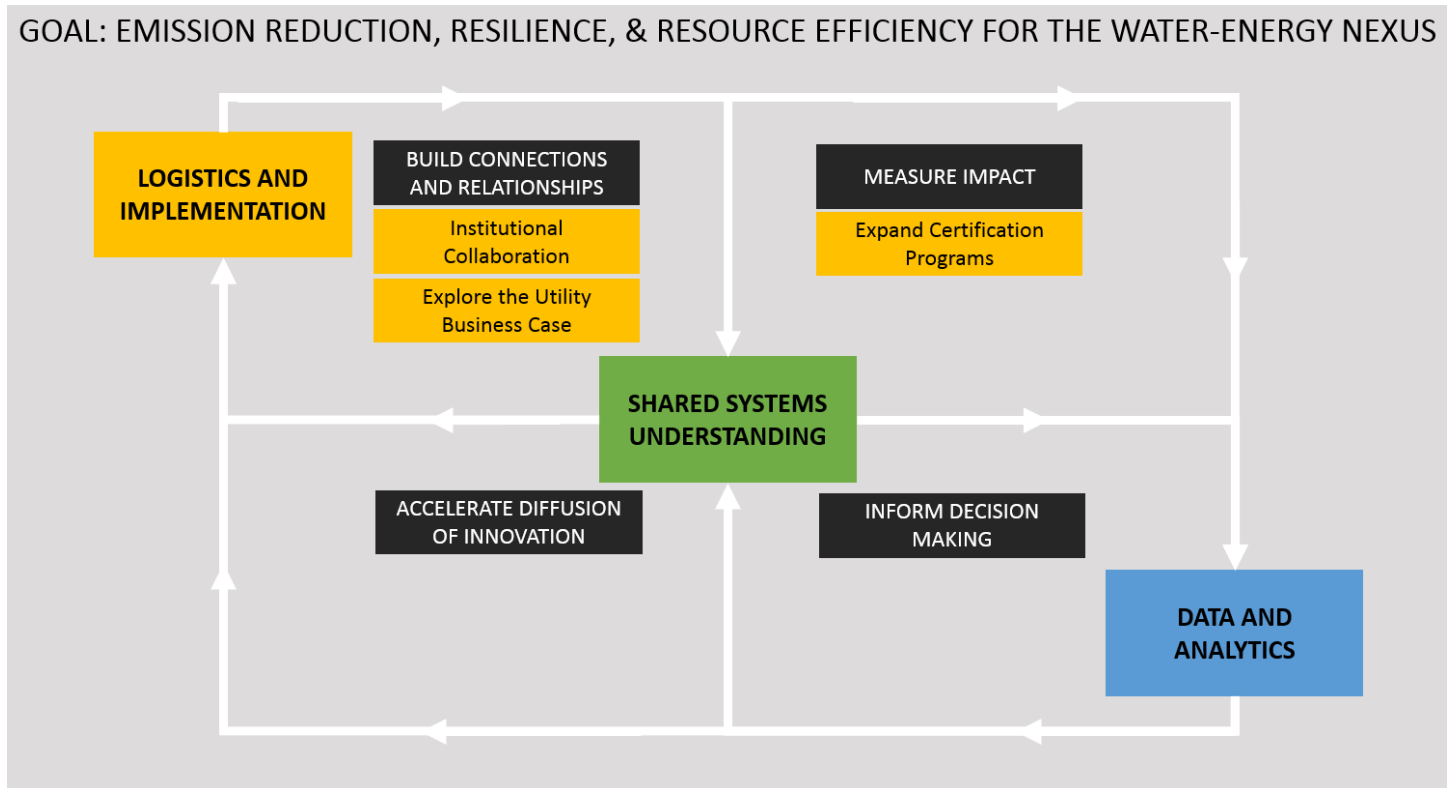 GOAL: EMISSION REDUCTION, RESILIENCE, & RESOURCE EFFICIENCY FOR THE WATER-ENERGY NEXUS
LOGISTICS AND
IMPLEMENTATION
BUILD CONNECTIONS
AND RELATIONSHIPS
Institutional
Collaboration
Explore the Utility
Business Case
MEASURE IMPACT
Expand Certification
Programs
SHARED SYSTEMS
UNDERSTANDING
ACCELERATE DIFFUSION
OF INNOVATION
INFORM DECISION
MAKING
DATA AND
ANALYTICS